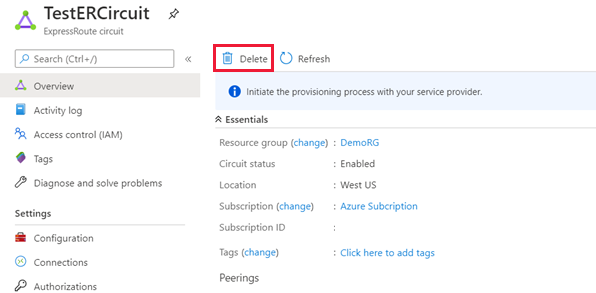 TestERCircuit
ExpressRoute circuit
Search (Ctrl+/)
«
Overview
Activity log
Access control (IAM)
Tags
Diagnose and solve problems
Settings
Configuration
Connections
Authorizations
Delete Refresh
Initiate the provisioning process with your service provider.
Essentials
Resource group (change) : DemoRG
Circuit status : Enabled
Location : West US
Subscription (change) : Azure Subcription
Subscription ID :
Tags (change) : Click here to add tags
Peerings